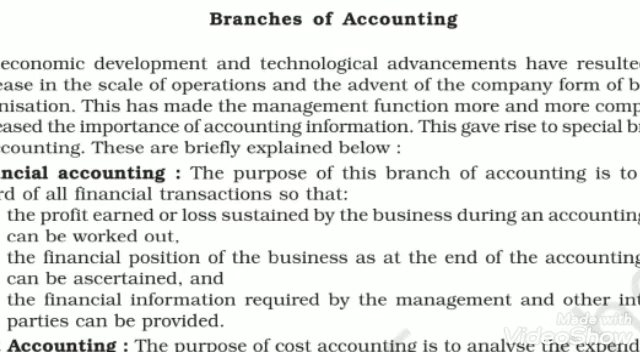 Branches of Accounting
economic development and technological advancements have resulte
ease in the scale of operations and the advent of the company form of b
nisation. This has made the management function more and more comp
eased the importance of accounting information. This gave rise to special b
counting. These are briefly explained below :
ncial accounting : The purpose of this branch of accounting is to
rd of all financial transactions so that:
the profit earned or loss sustained by the business during an accounting
can be worked out,
the financial position of the business as at the end of the accounting
can be ascertained, and
the financial information required by the management and other int
parties can be provided.
Made with
VideoShow
Accounting : The purpose of cost accounting is to analyse the expend